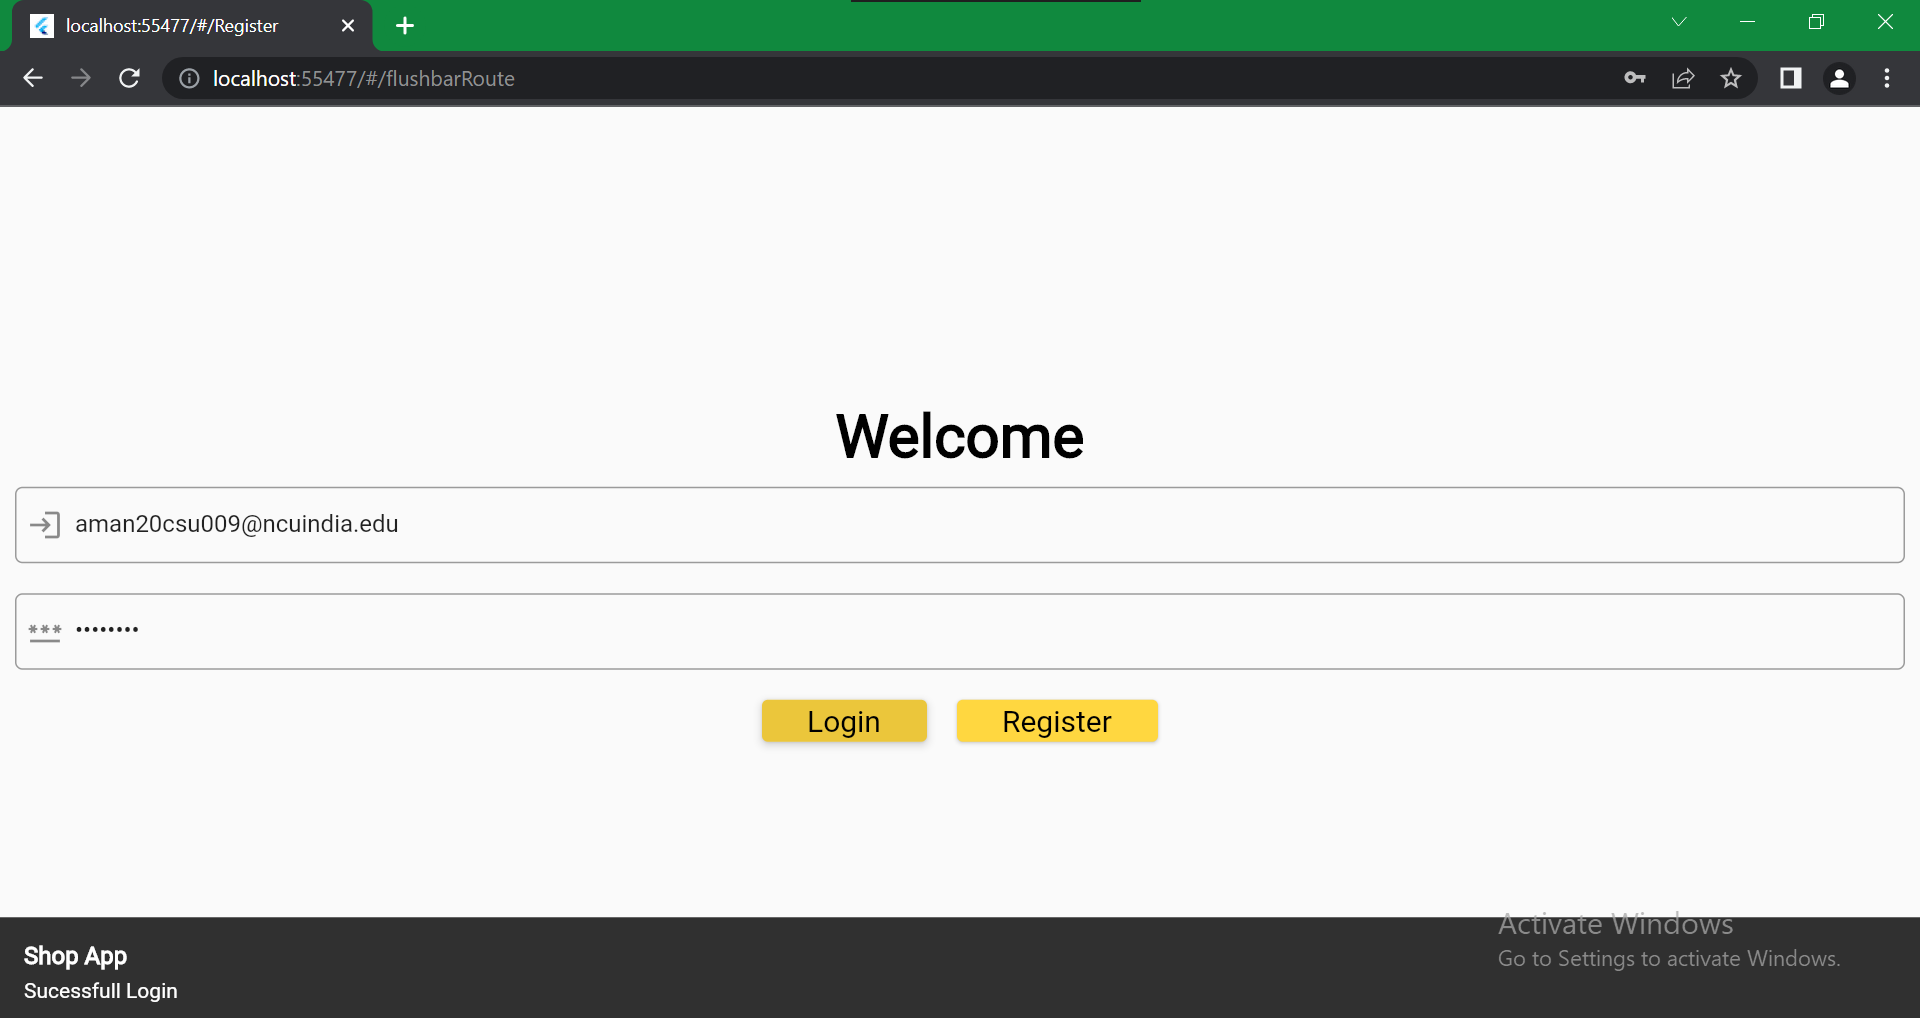 localhost:55477/#/Register
localhost:55477/#/flushbarRoute
Welcome
aman20csu009@ncuindia.edu
*** ••••••••
Login Register
Activate Windows
Go to Settings to activate Windows.
Shop App
Sucessfull Login